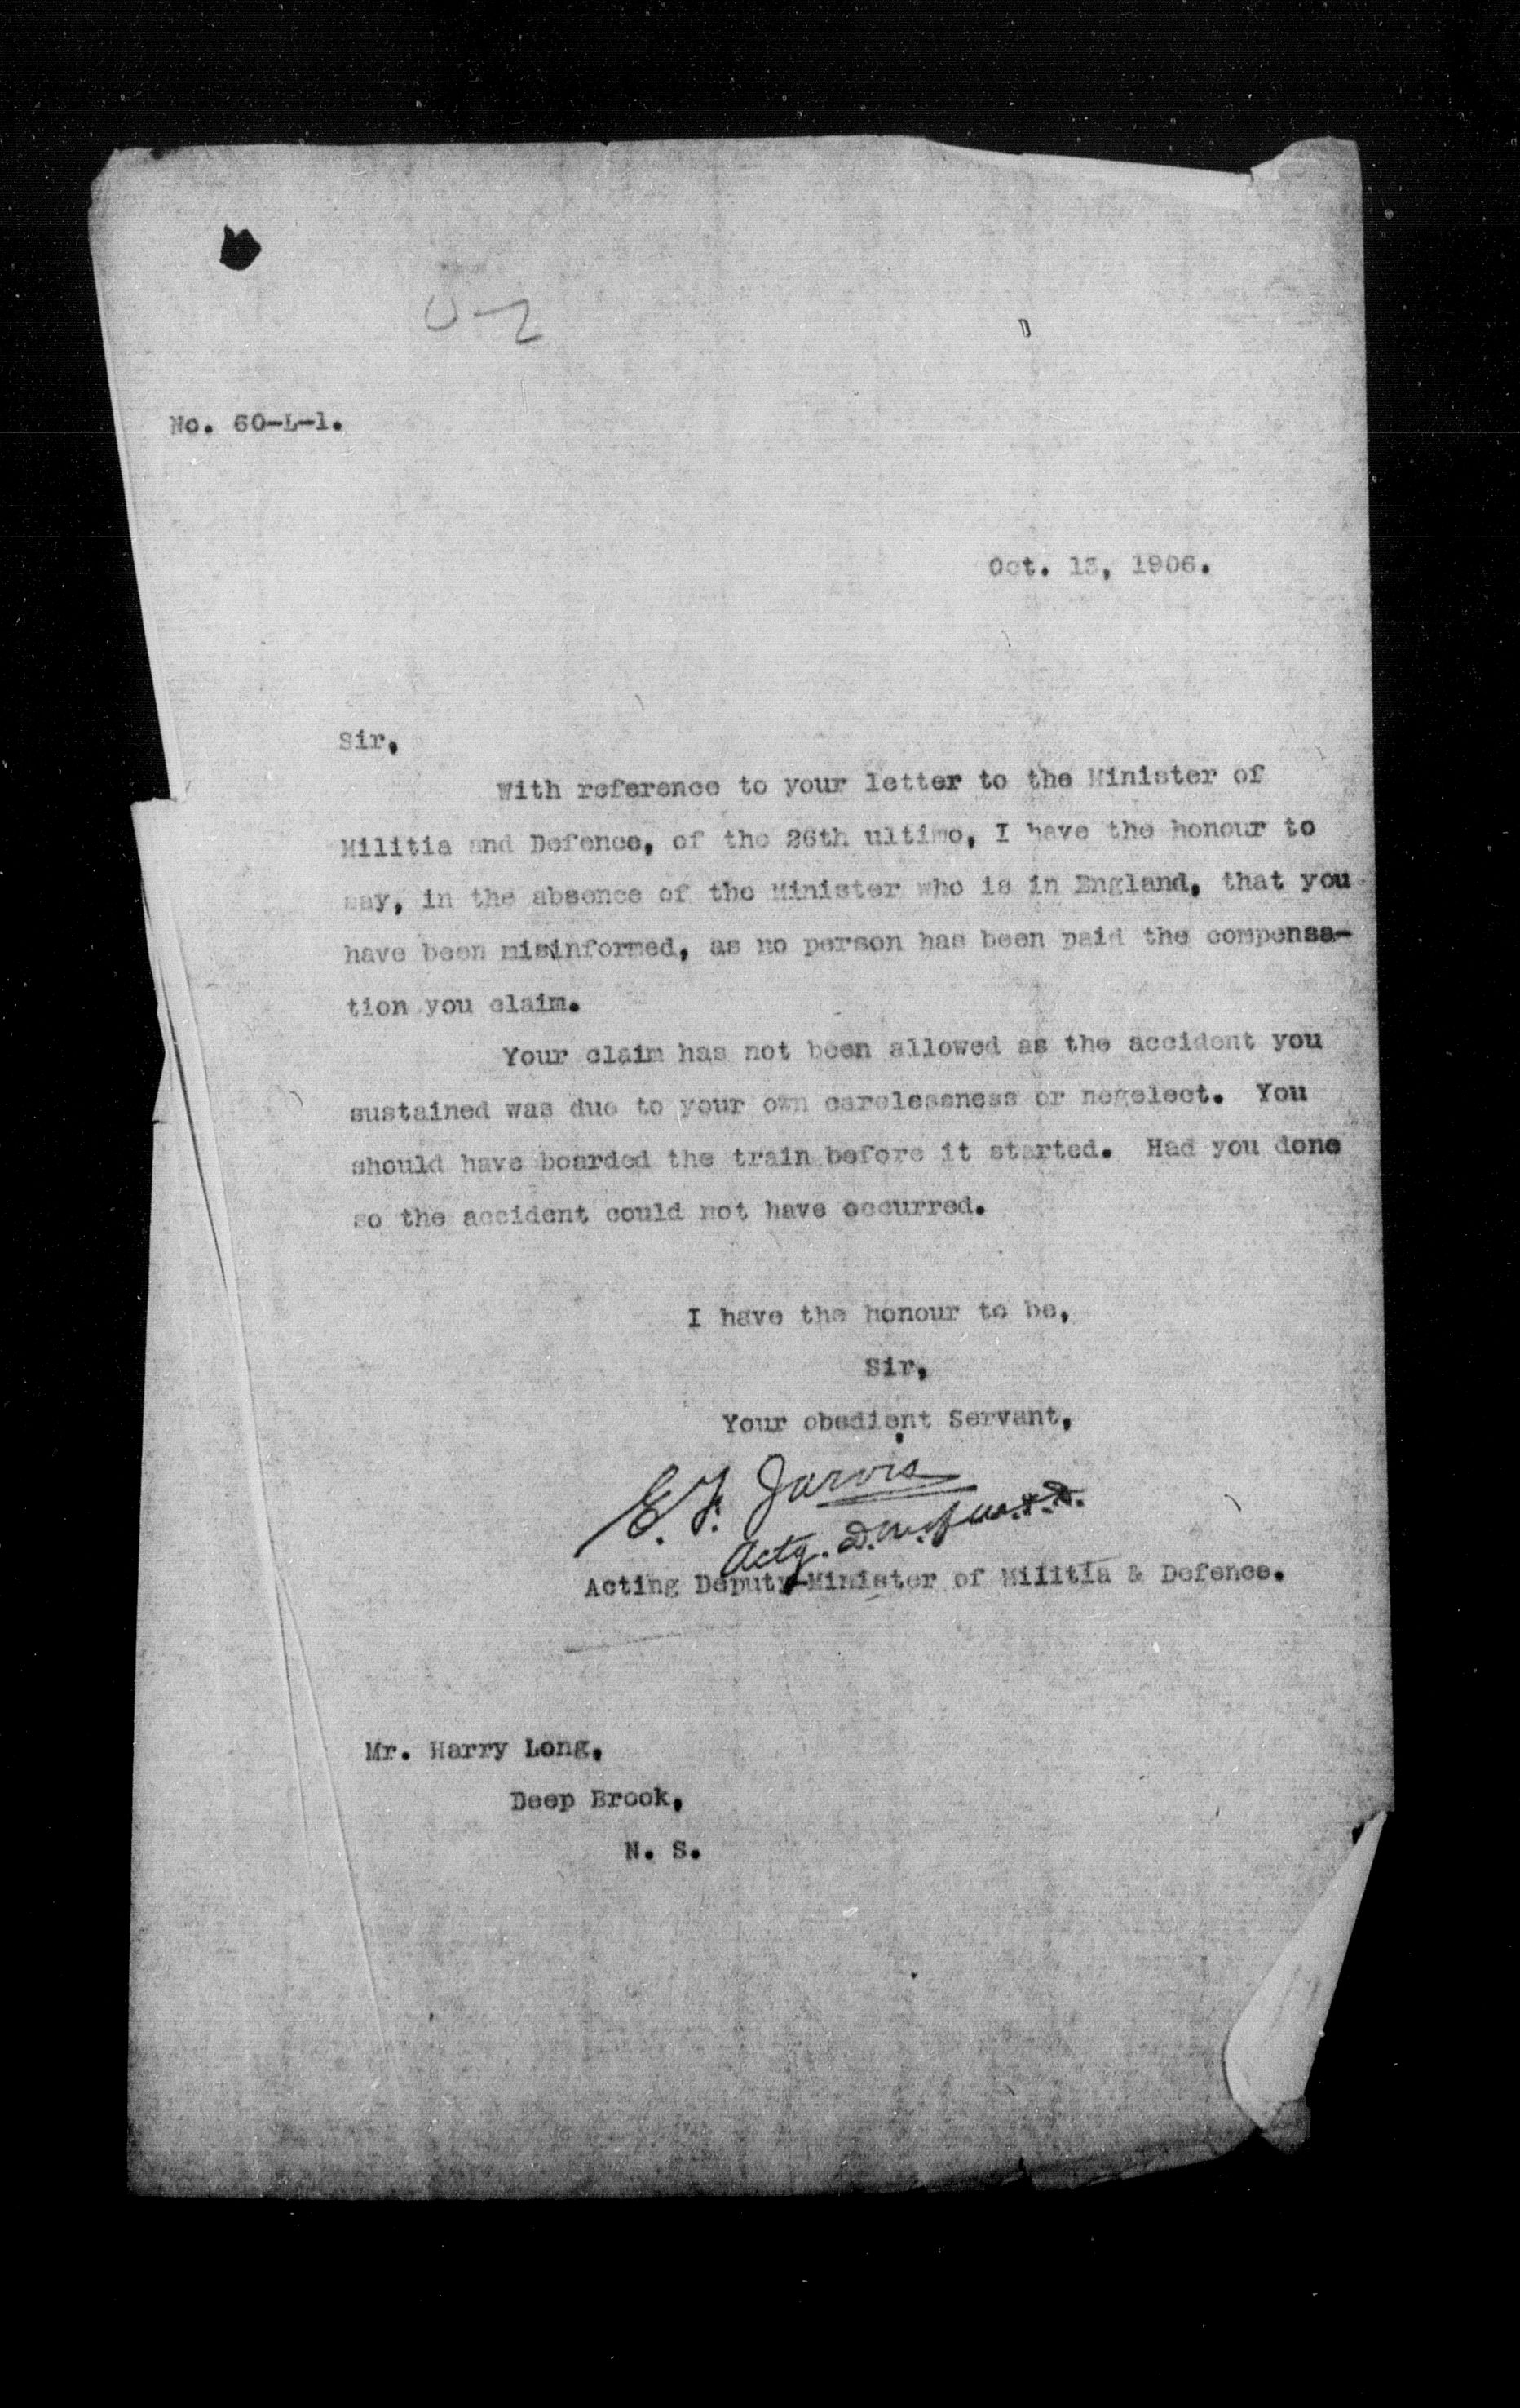 No. 60-L-1.
Oct. 13, 1906.
Sir,
With reference to your letter to the Minister of
Militia and Defence, of the 26th ultimo, I have the honour to
say, in the absence of the Minister who is in England, that you
have been misinformed, as no person has been paid the compensa-
tion you claim.
Your claim has not been allowed as the accident you
sustained was due to your own carelessness or negelect. You
should have boarded the train before it started. Had you done
so the accident could not have occurred.
I have the honour to be,
Sir,
Your obedient Servant,
E.F. Jarvis
Actg. D.M. of M. & D.
Acting Deputy Minister of Militia & Defence.
Mr. Harry Long,
Deep Brook,
N. S.